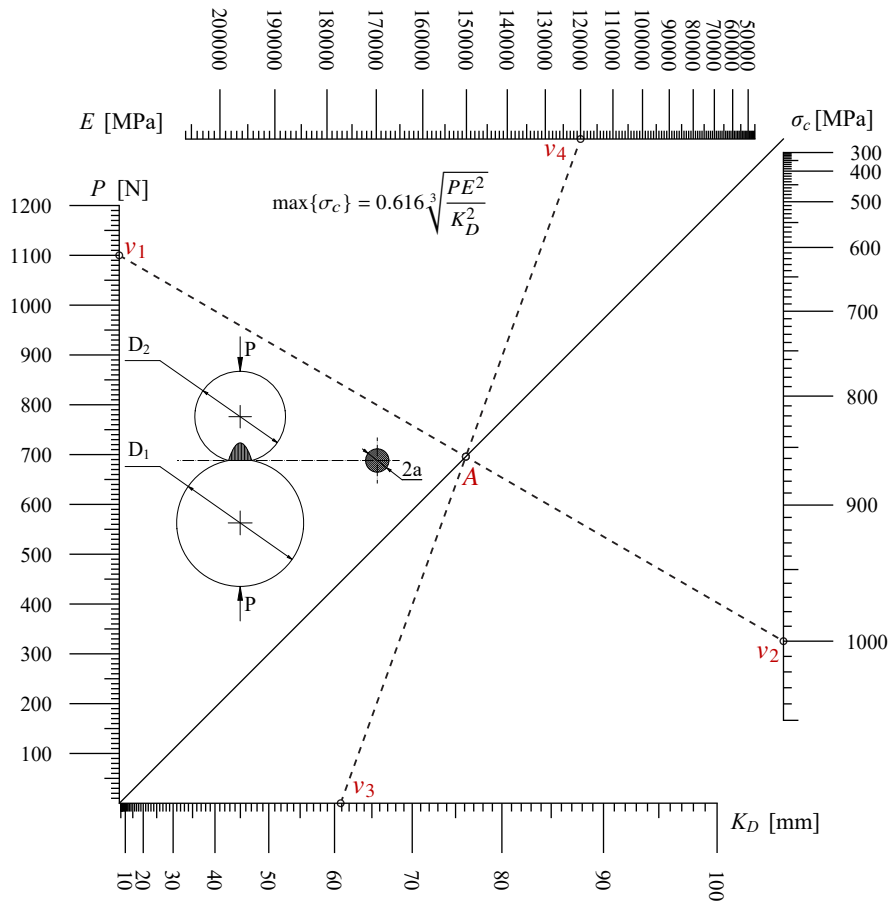 200000 190000 180000 170000 160000 150000 140000 130000 120000 110000 100000 90000 80000 70000 60000 50000
E [MPa]
σc [MPa]
v4
300
400
500
600
700
800
900
1000
P [N]
max{σc} = 0.616 ∛(PE²/K_D²)
1200
1100
1000
900
800
700
600
500
400
300
200
100
v1
D2
P
D1
2a
A
P
v2
v3
K_D [mm]
10 20 30 40 50 60 70 80 90 100